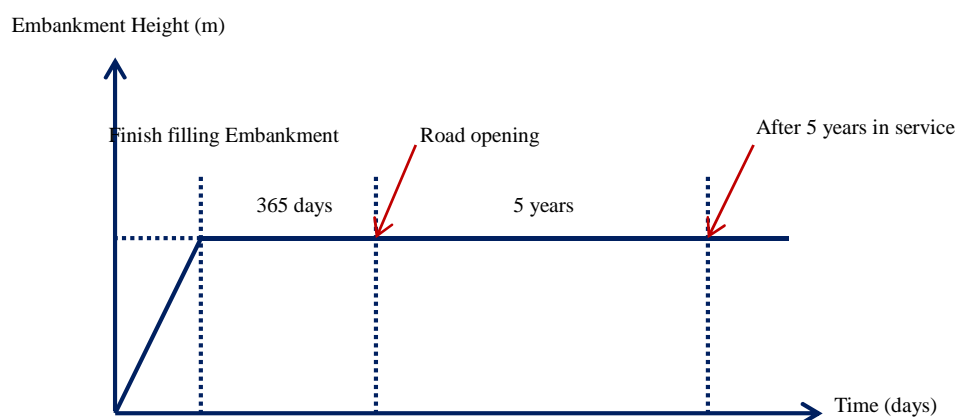 Embankment Height (m)
Finish filling Embankment
Road opening
After 5 years in service
365 days
5 years
Time (days)